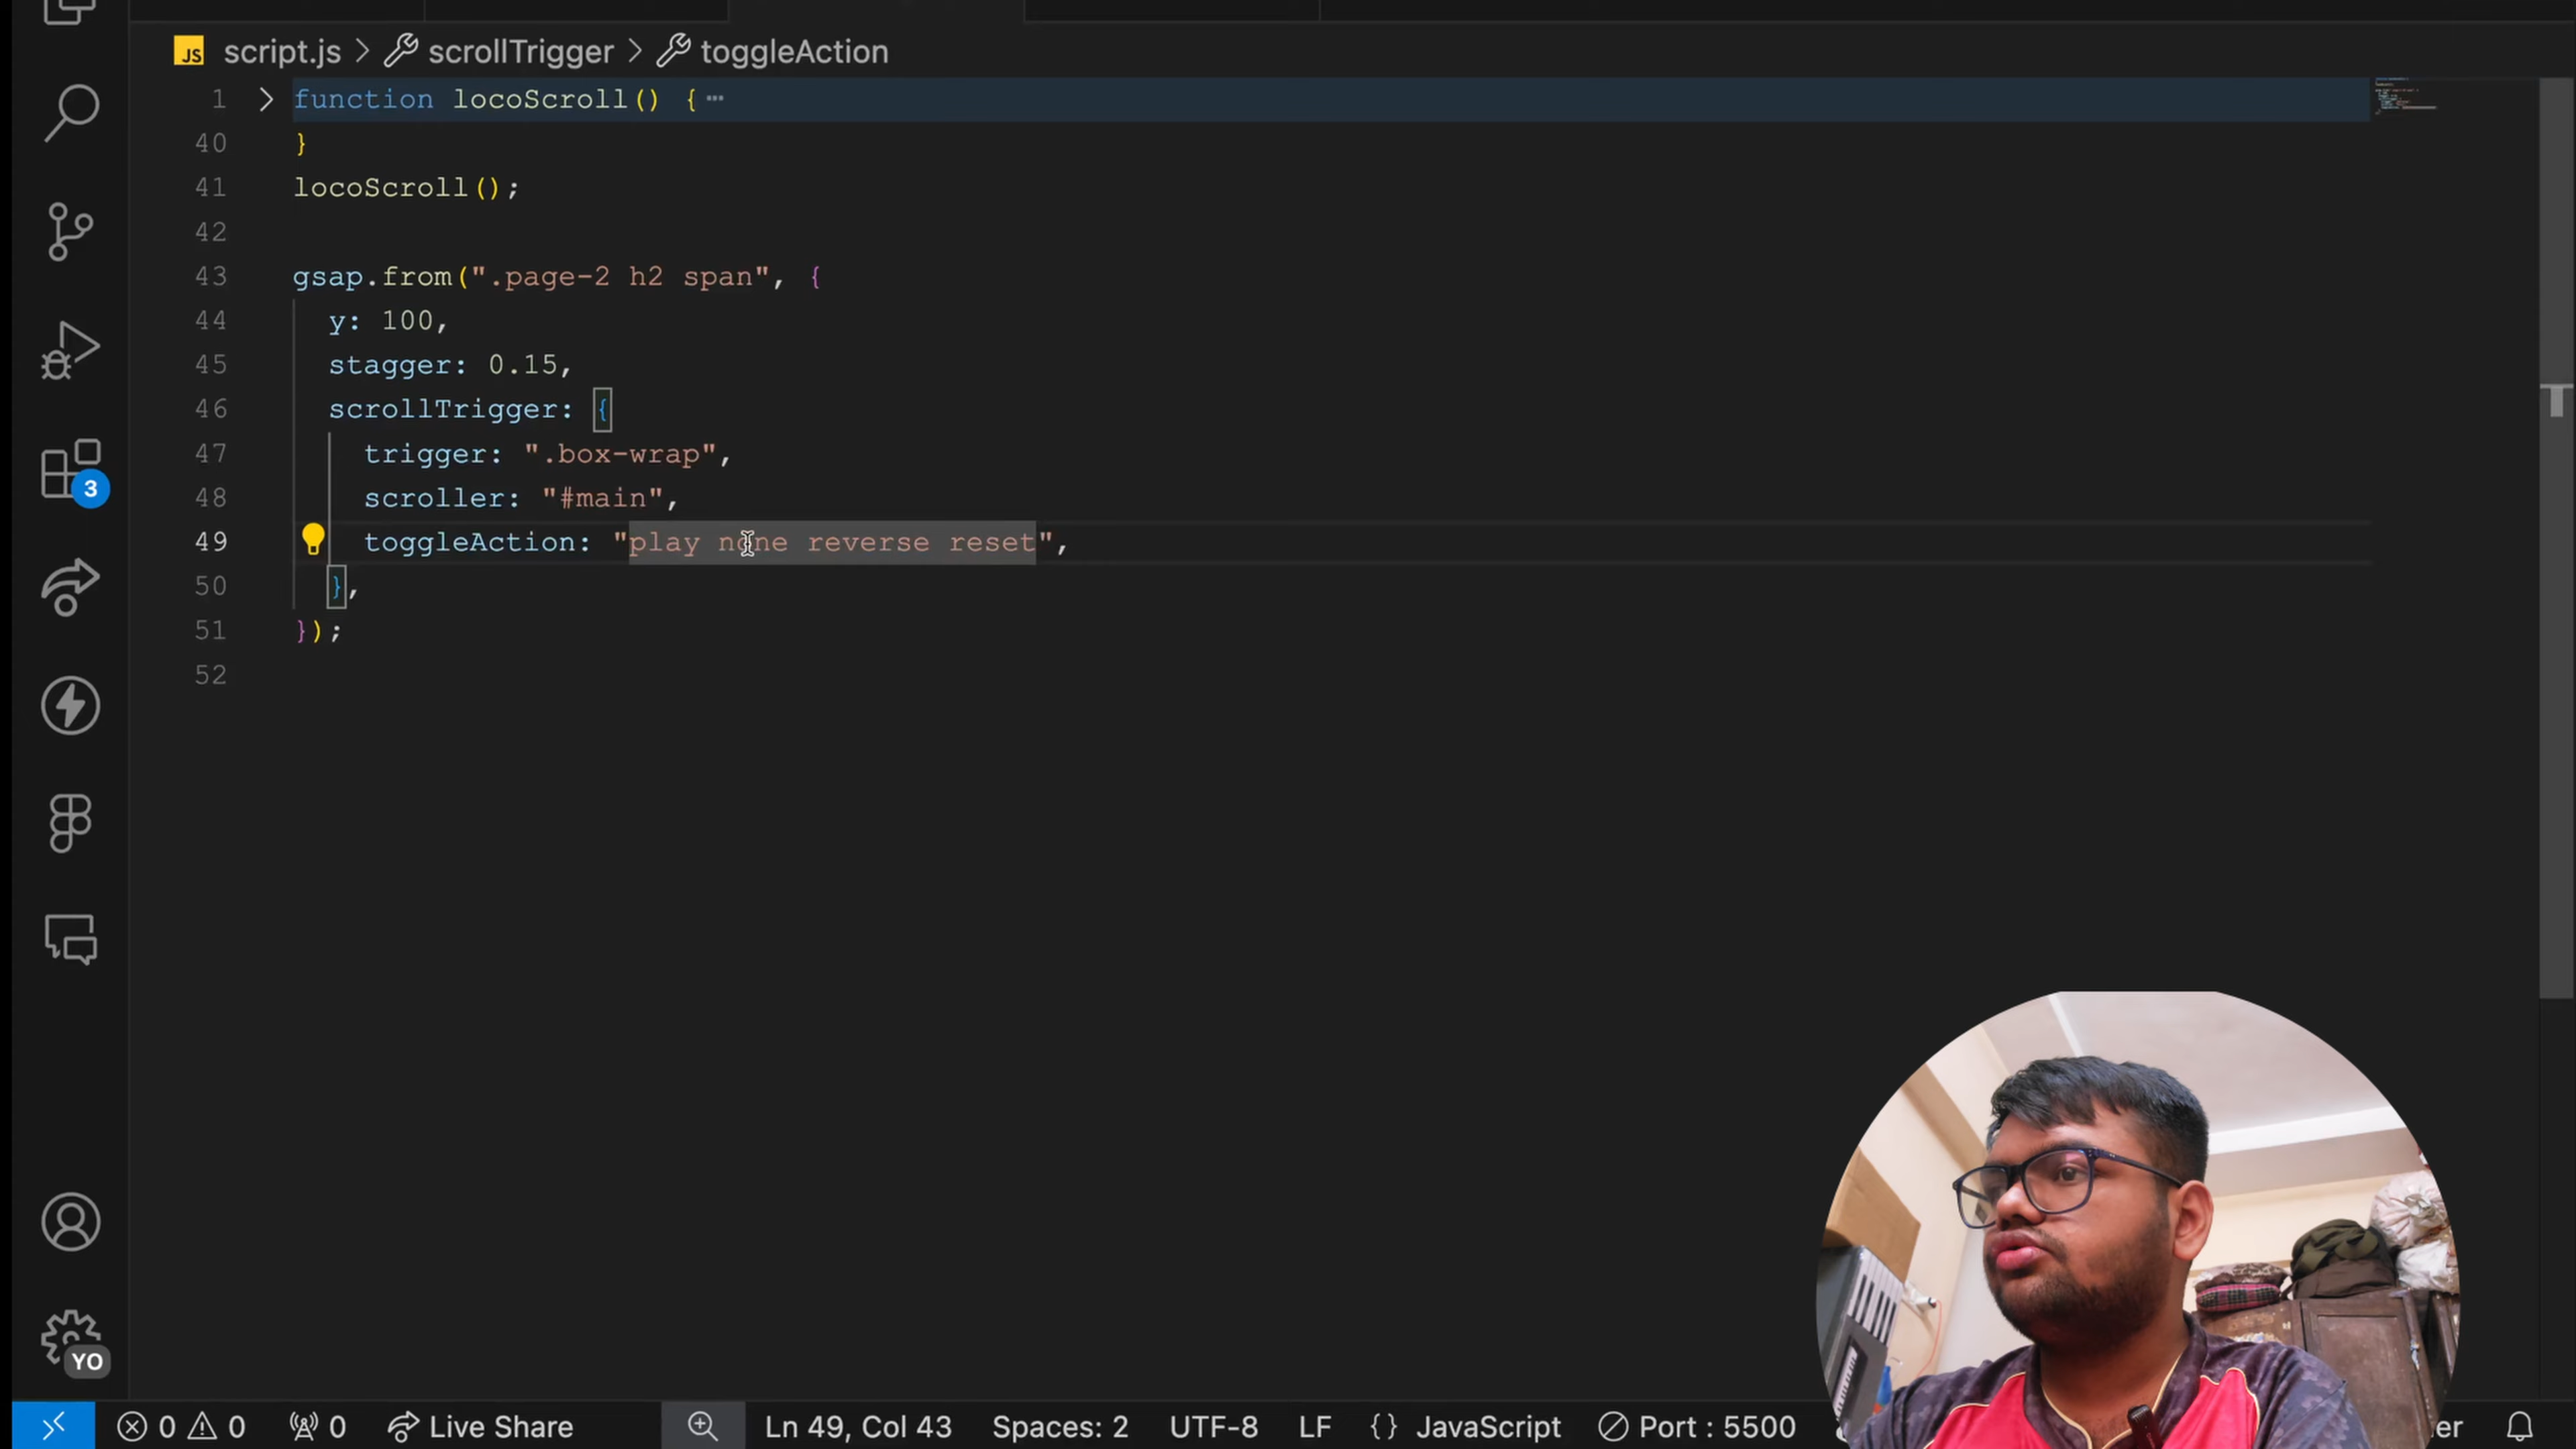 JS script.js > scrollTrigger > toggleAction
1 > function locoScroll() { ⋯
40 }
41 locoScroll();
42
43 gsap.from(".page-2 h2 span", {
44 y: 100,
45 stagger: 0.15,
46 scrollTrigger: {
47 trigger: ".box-wrap",
48 scroller: "#main",
49 toggleAction: "play none reverse reset",
50 },
51 });
52
3
YO
0 0 0 Live Share Ln 49, Col 43 Spaces: 2 UTF-8 LF {} JavaScript Port : 5500 er